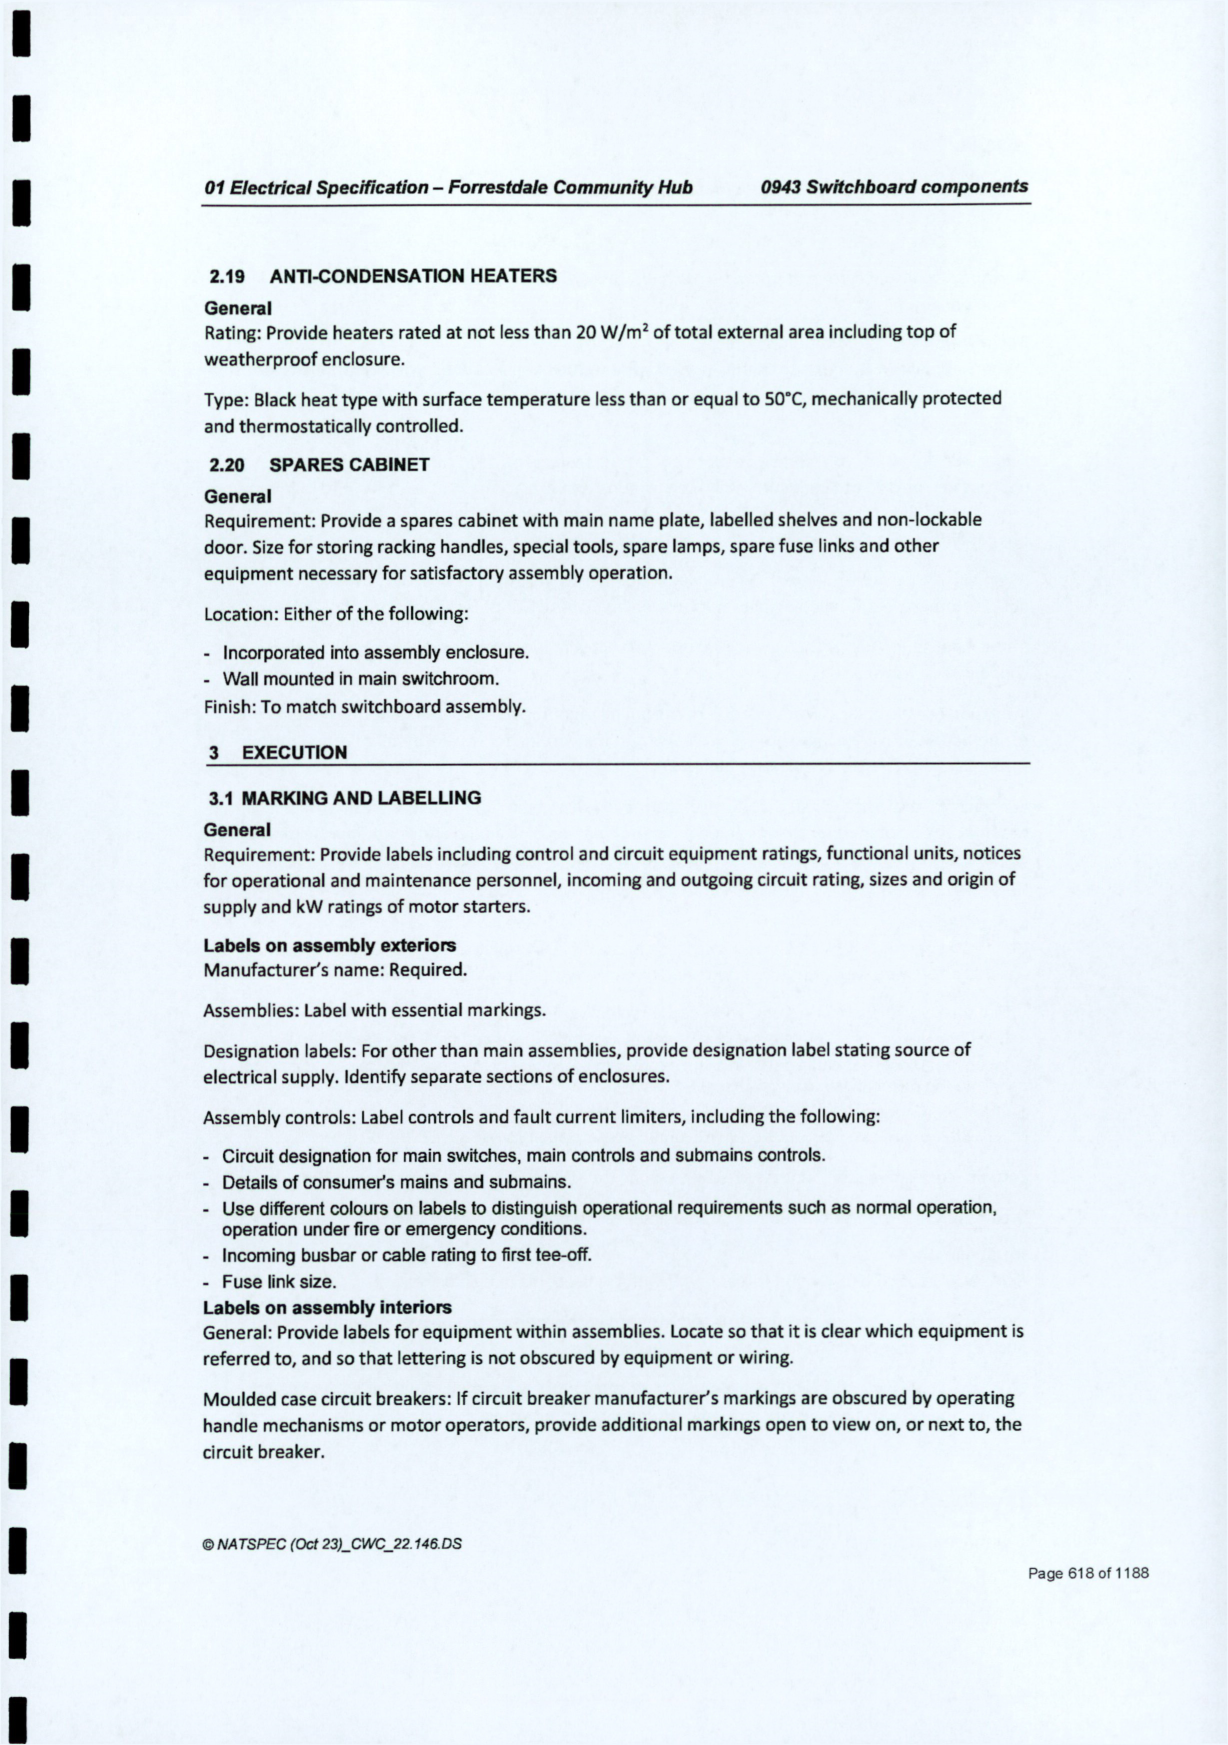 01 Electrical Specification – Forrestdale Community Hub 0943 Switchboard components
2.19 ANTI-CONDENSATION HEATERS
General
Rating: Provide heaters rated at not less than 20 W/m² of total external area including top of
weatherproof enclosure.
Type: Black heat type with surface temperature less than or equal to 50°C, mechanically protected
and thermostatically controlled.
2.20 SPARES CABINET
General
Requirement: Provide a spares cabinet with main name plate, labelled shelves and non-lockable
door. Size for storing racking handles, special tools, spare lamps, spare fuse links and other
equipment necessary for satisfactory assembly operation.
Location: Either of the following:
- Incorporated into assembly enclosure.
- Wall mounted in main switchroom.
Finish: To match switchboard assembly.
3 EXECUTION
3.1 MARKING AND LABELLING
General
Requirement: Provide labels including control and circuit equipment ratings, functional units, notices
for operational and maintenance personnel, incoming and outgoing circuit rating, sizes and origin of
supply and kW ratings of motor starters.
Labels on assembly exteriors
Manufacturer's name: Required.
Assemblies: Label with essential markings.
Designation labels: For other than main assemblies, provide designation label stating source of
electrical supply. Identify separate sections of enclosures.
Assembly controls: Label controls and fault current limiters, including the following:
- Circuit designation for main switches, main controls and submains controls.
- Details of consumer's mains and submains.
- Use different colours on labels to distinguish operational requirements such as normal operation,
operation under fire or emergency conditions.
- Incoming busbar or cable rating to first tee-off.
- Fuse link size.
Labels on assembly interiors
General: Provide labels for equipment within assemblies. Locate so that it is clear which equipment is
referred to, and so that lettering is not obscured by equipment or wiring.
Moulded case circuit breakers: If circuit breaker manufacturer's markings are obscured by operating
handle mechanisms or motor operators, provide additional markings open to view on, or next to, the
circuit breaker.
© NATSPEC (Oct 23)_CWC_22.146.DS
Page 618 of 1188